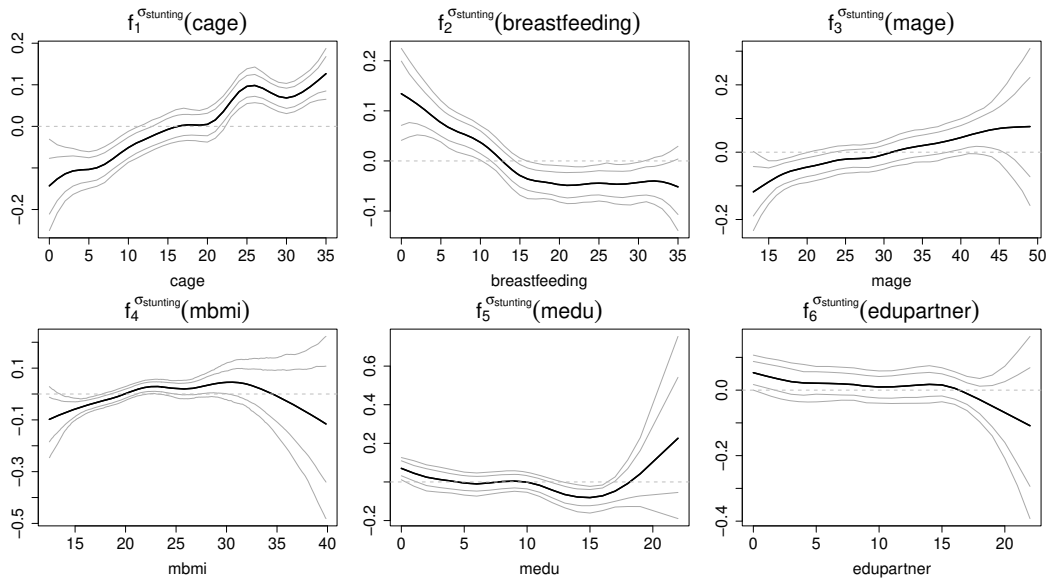 f₁^σstunting(cage)
0.2
0.1
0.0
−0.2
0 5 10 15 20 25 30 35
cage
f₂^σstunting(breastfeeding)
0.2
0.1
0.0
−0.1
0 5 10 15 20 25 30 35
breastfeeding
f₃^σstunting(mage)
0.2
0.0
−0.2
15 20 25 30 35 40 45 50
mage
f₄^σstunting(mbmi)
0.1
−0.1
−0.3
−0.5
15 20 25 30 35 40
mbmi
f₅^σstunting(medu)
0.6
0.4
0.2
−0.2
0 5 10 15 20
medu
f₆^σstunting(edupartner)
0.0
−0.2
−0.4
0 5 10 15 20
edupartner